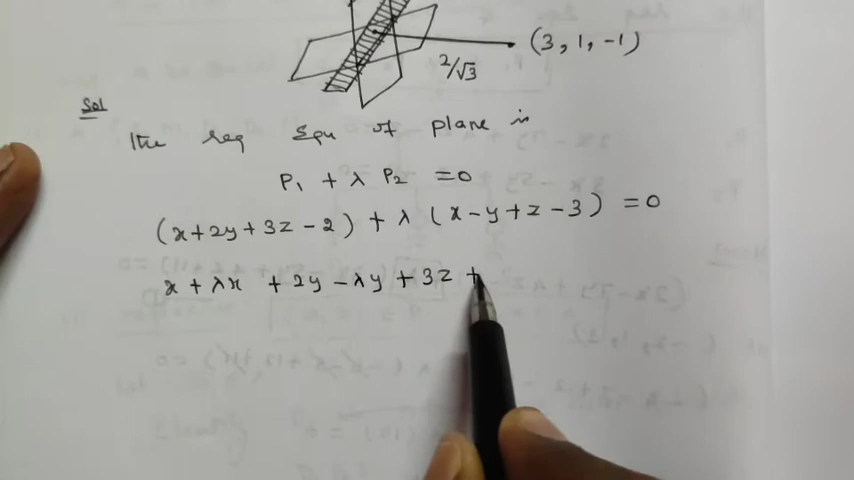 (3, 1, -1)
2/√3
Sol
The req Equ of plane is
P₁ + λ P₂ = 0
(x+2y+3z-2) + λ (x-y+z-3) = 0
x + λx + 2y - λy + 3z +